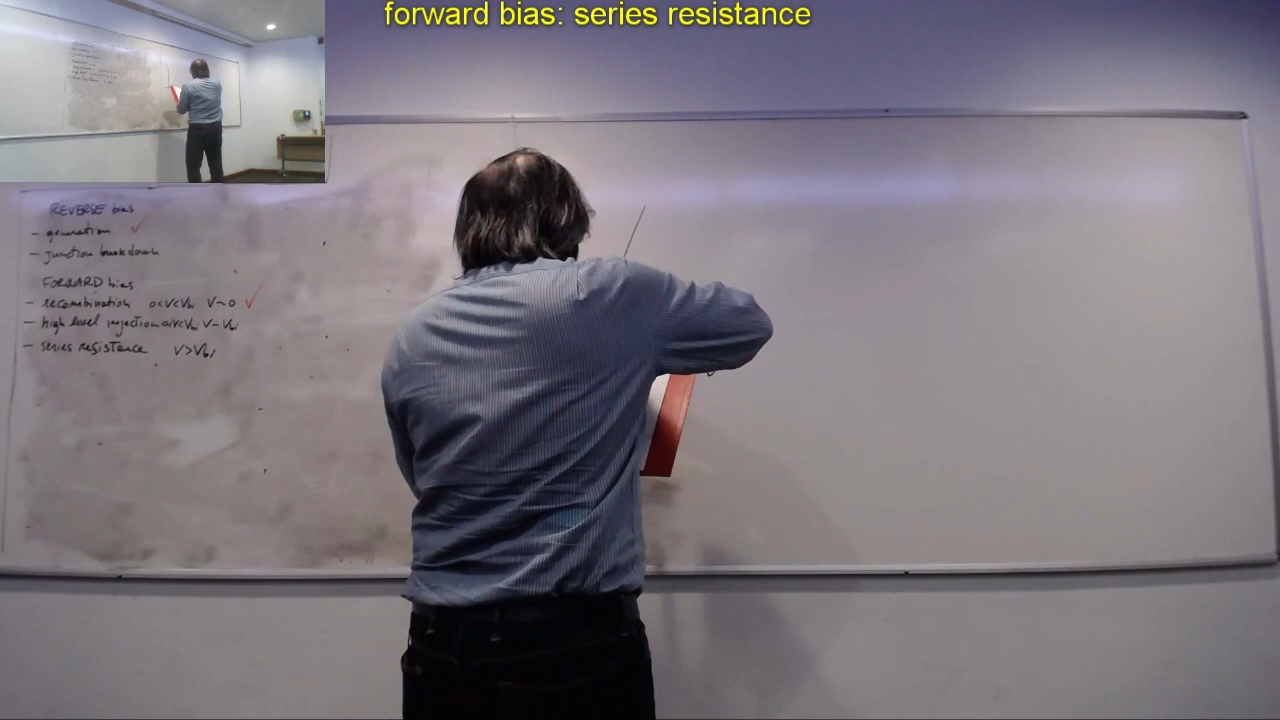 forward bias: series resistance
REVERSE bias
- generation ✓
- junction breakdown
FORWARD bias
- recombination 0<V<Vbi V~0 ✓
- high level injection 0<V<Vbi V~Vbi
- series resistance V>Vbi